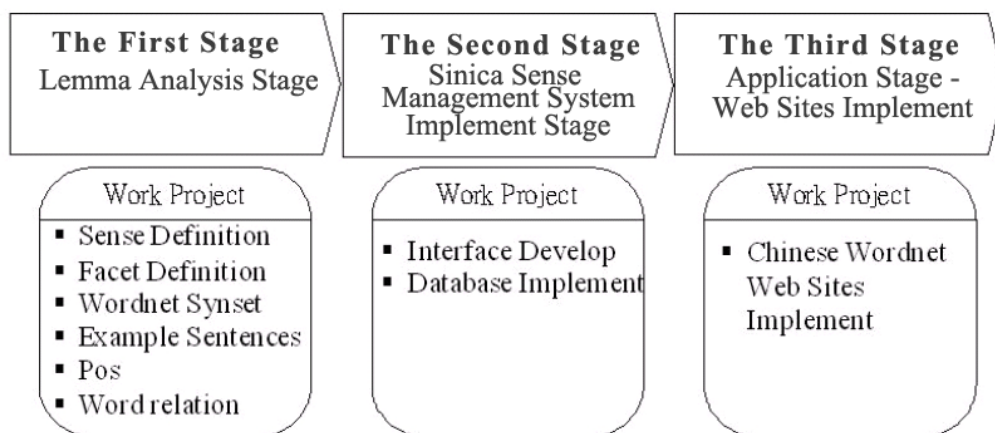 The First Stage
Lemma Analysis Stage
The Second Stage
Sinica Sense
Management System
Implement Stage
The Third Stage
Application Stage -
Web Sites Implement
Work Project
▪ Sense Definition
▪ Facet Definition
▪ Wordnet Synset
▪ Example Sentences
▪ Pos
▪ Word relation
Work Project
▪ Interface Develop
▪ Database Implement
Work Project
▪ Chinese Wordnet
Web Sites
Implement